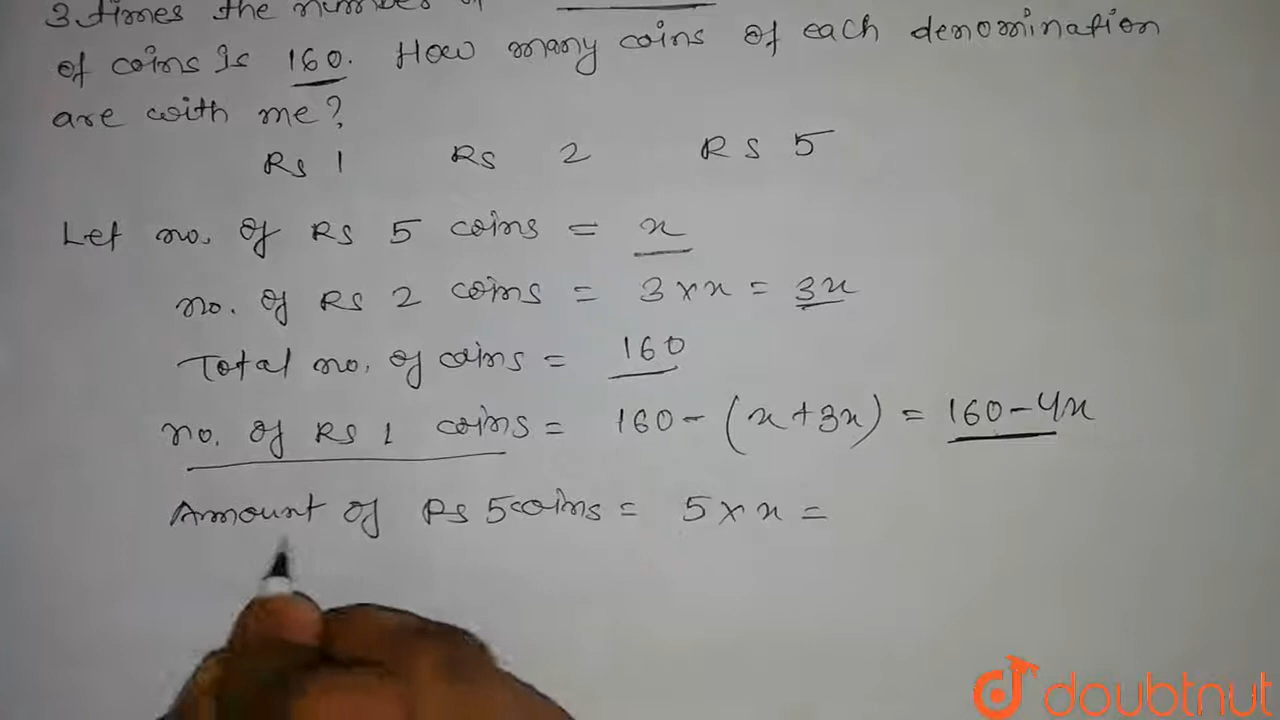 3 times the number of
of coins is 160. How many coins of each denomination
are with me?
Rs 1 Rs 2 Rs 5
Let no. of Rs 5 coins = x
no. of Rs 2 coins = 3 × x = 3x
Total no. of coins = 160
no. of Rs 1 coins = 160 - (x + 3x) = 160 - 4x
Amount of Rs 5 coins = 5 × x =
doubtnut